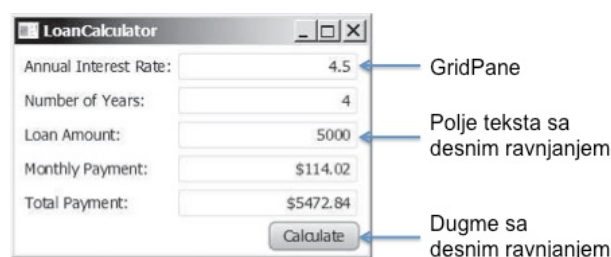 LoanCalculator
Annual Interest Rate: 4.5
Number of Years: 4
Loan Amount: 5000
Monthly Payment: $114.02
Total Payment: $5472.84
Calculate
GridPane
Polje teksta sa
desnim ravnjanjem
Dugme sa
desnim ravnjanjem